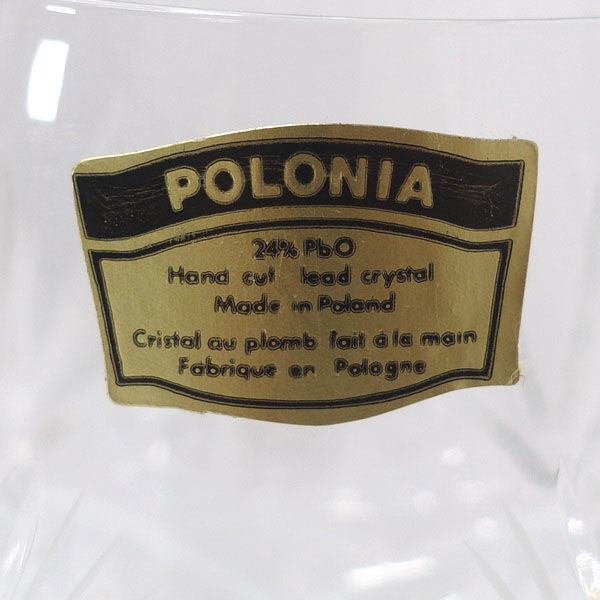 POLONIA
24% PbO
Hand cut lead crystal
Made in Poland
Cristal au plomb fait à la main
Fabrique en Pologne